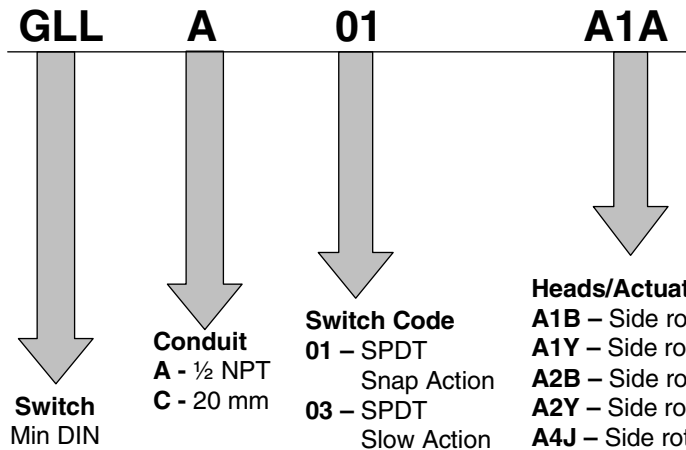 GLL A 01 A1A
Switch
Min DIN
Conduit
A - ½ NPT
C - 20 mm
Switch Code
01 – SPDT
Snap Action
03 – SPDT
Slow Action
A1B – Side
A1Y – Side
A2B – Side
A2Y – Side
A4J – Side